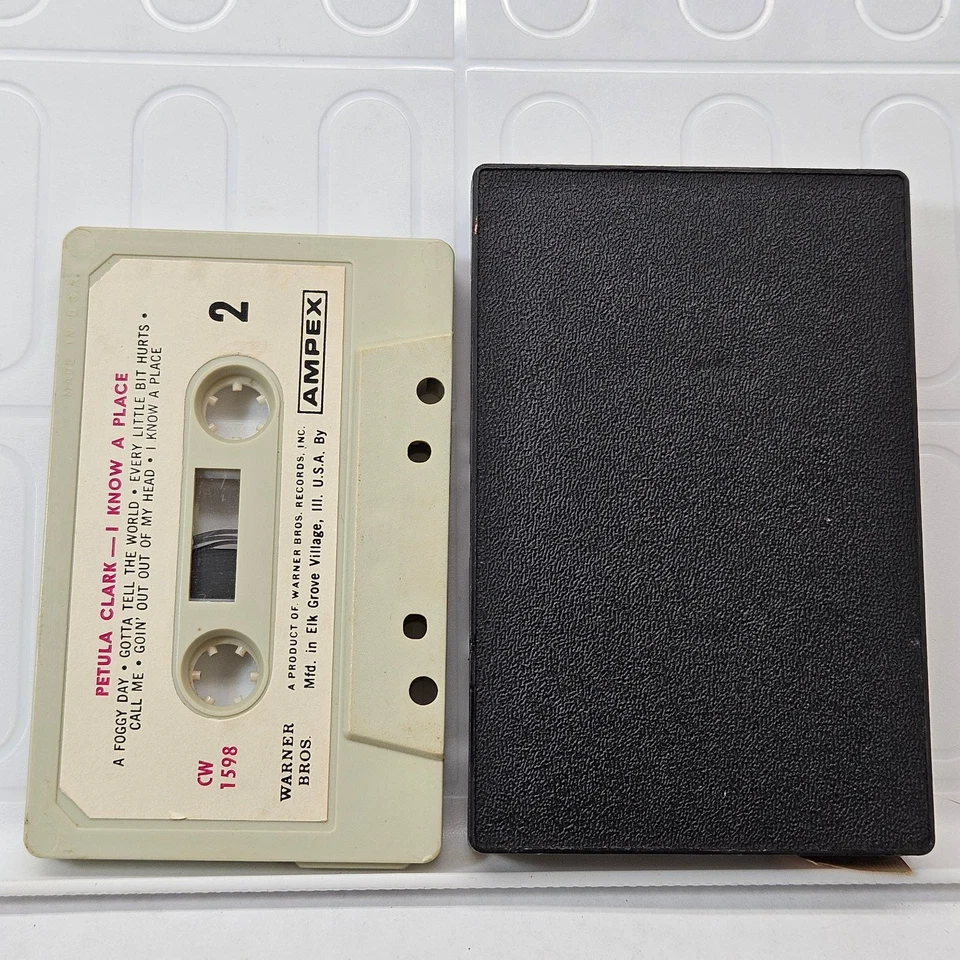 MADE IN U.S.A.
PETULA CLARK — I KNOW A PLACE
A FOGGY DAY • GOTTA TELL THE WORLD • EVERY LITTLE BIT HURTS •
CALL ME • GOIN' OUT OUT OF MY HEAD • I KNOW A PLACE
2
CW
1598
WARNER
BROS.
A PRODUCT OF WARNER BROS. RECORDS, INC.
Mfd. in Elk Grove Village, Ill. U.S.A. By
AMPEX